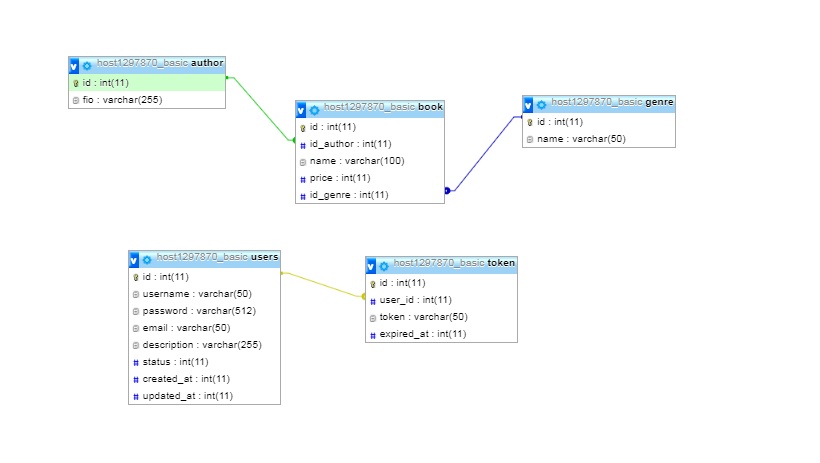 host1297870_basic author
id : int(11)
fio : varchar(255)
host1297870_basic book
id : int(11)
id_author : int(11)
name : varchar(100)
price : int(11)
id_genre : int(11)
host1297870_basic genre
id : int(11)
name : varchar(50)
host1297870_basic users
id : int(11)
username : varchar(50)
password : varchar(512)
email : varchar(50)
description : varchar(255)
status : int(11)
created_at : int(11)
updated_at : int(11)
host1297870_basic token
id : int(11)
user_id : int(11)
token : varchar(50)
expired_at : int(11)